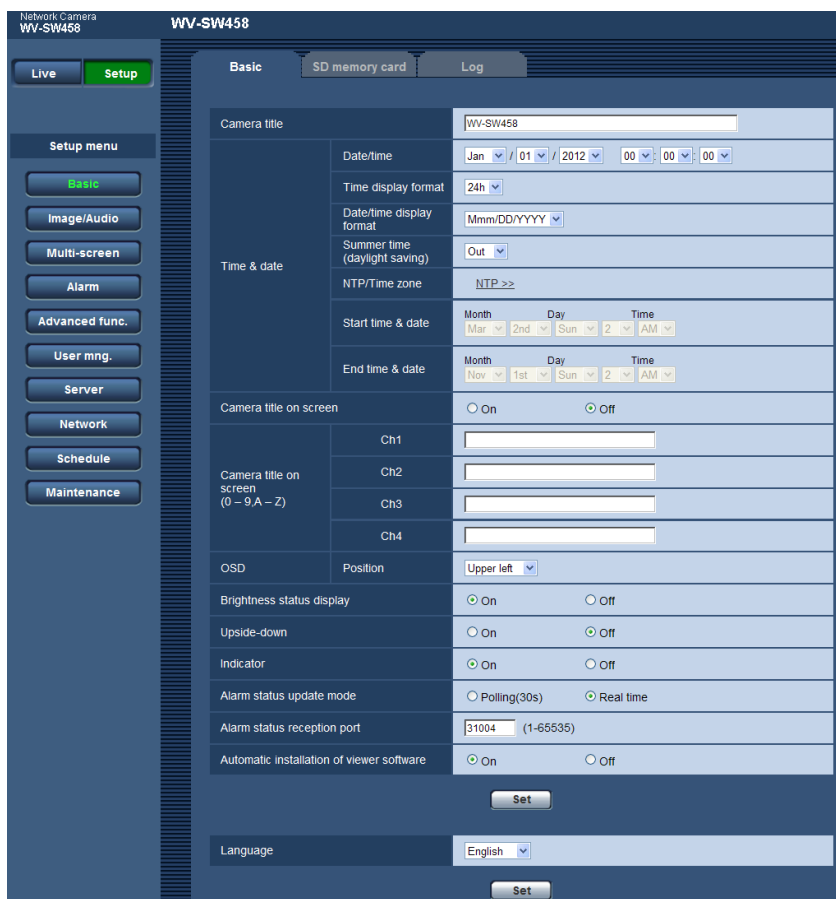 Network Camera
WV-SW458
WV-SW458
Live Setup
Basic SD memory card Log
Setup menu
Basic
Image/Audio
Multi-screen
Alarm
Advanced func.
User mng.
Server
Network
Schedule
Maintenance
Camera title WV-SW458
Time & date
Date/time Jan / 01 / 2012 00 : 00 : 00
Time display format 24h
Date/time display
format Mmm/DD/YYYY
Summer time
(daylight saving) Out
NTP/Time zone NTP >>
Start time & date
Month Day Time
Mar 2nd Sun 2 AM
End time & date
Month Day Time
Nov 1st Sun 2 AM
Camera title on screen On Off
Camera title on
screen
(0 – 9,A – Z)
Ch1
Ch2
Ch3
Ch4
OSD Position Upper left
Brightness status display On Off
Upside-down On Off
Indicator On Off
Alarm status update mode Polling(30s) Real time
Alarm status reception port 31004 (1-65535)
Automatic installation of viewer software On Off
Set
Language English
Set